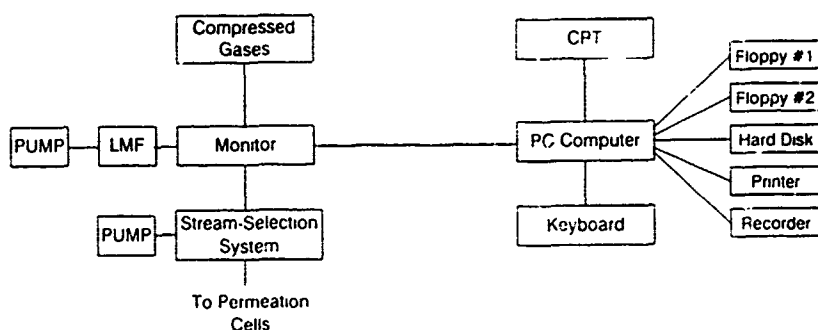 Compressed
Gases
CPT
Floppy #1
Floppy #2
PUMP
LMF
Monitor
PC Computer
Hard Disk
Printer
PUMP
Stream-Selection
System
Keyboard
Recorder
To Permeation
Cells